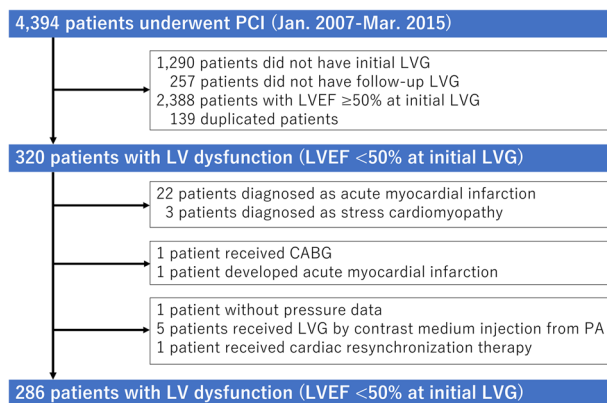 4,394 patients underwent PCI (Jan. 2007-Mar. 2015)
1,290 patients did not have initial LVG
257 patients did not have follow-up LVG
2,388 patients with LVEF ≥50% at initial LVG
139 duplicated patients
320 patients with LV dysfunction (LVEF <50% at initial LVG)
22 patients diagnosed as acute myocardial infarction
3 patients diagnosed as stress cardiomyopathy
1 patient received CABG
1 patient developed acute myocardial infarction
1 patient without pressure data
5 patients received LVG by contrast medium injection from PA
1 patient received cardiac resynchronization therapy
286 patients with LV dysfunction (LVEF <50% at initial LVG)